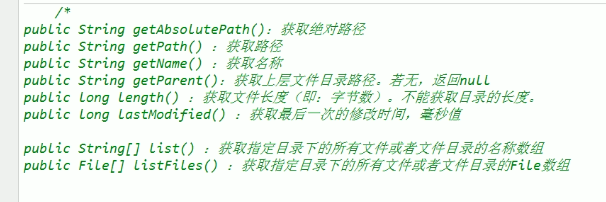 /*
public String getAbsolutePath()：获取绝对路径
public String getPath() ：获取路径
public String getName() ：获取名称
public String getParent()：获取上层文件目录路径。若无，返回null
public long length() ：获取文件长度（即：字节数）。不能获取目录的长度。
public long lastModified() ：获取最后一次的修改时间，毫秒值
public String[] list() ：获取指定目录下的所有文件或者文件目录的名称数组
public File[] listFiles() ：获取指定目录下的所有文件或者文件目录的File数组